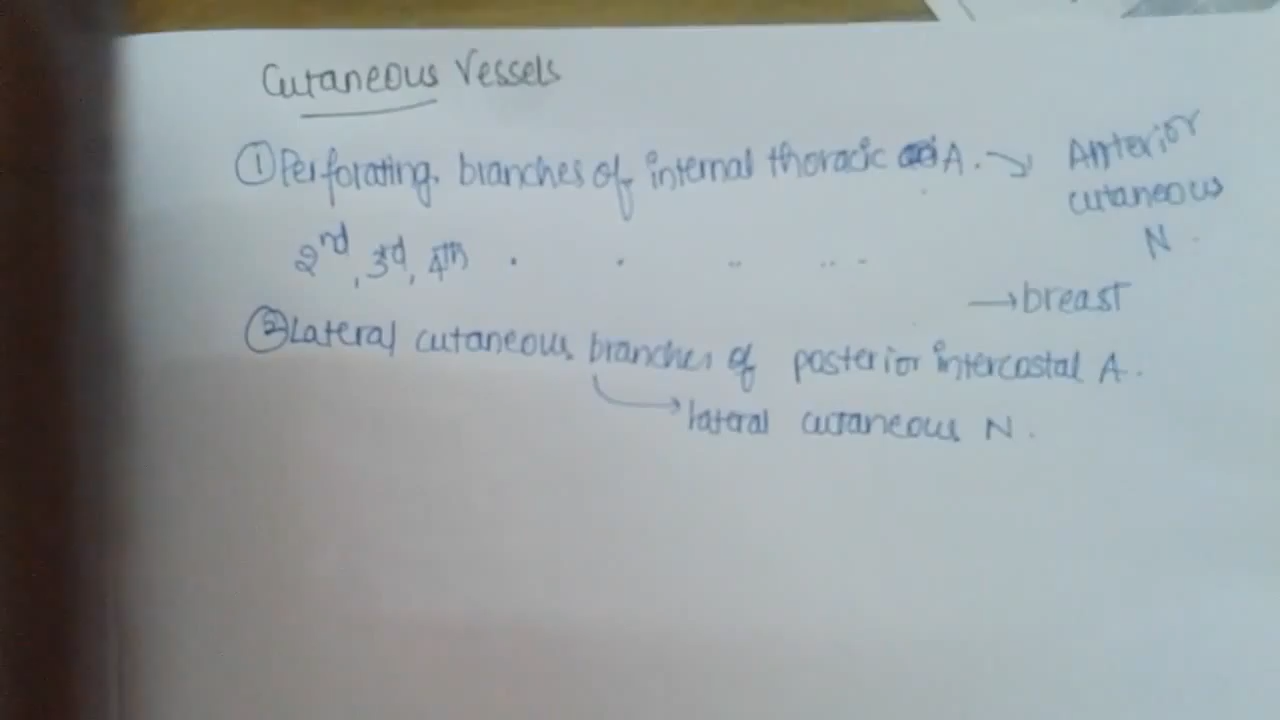 Cutaneous Vessels
① Perforating branches of internal thoracic A. → Anterior
cutaneous
N.
2nd, 3rd, 4th . . .. .. -
→ breast
② Lateral cutaneous branches of posterior intercostal A.
→ lateral cutaneous N.